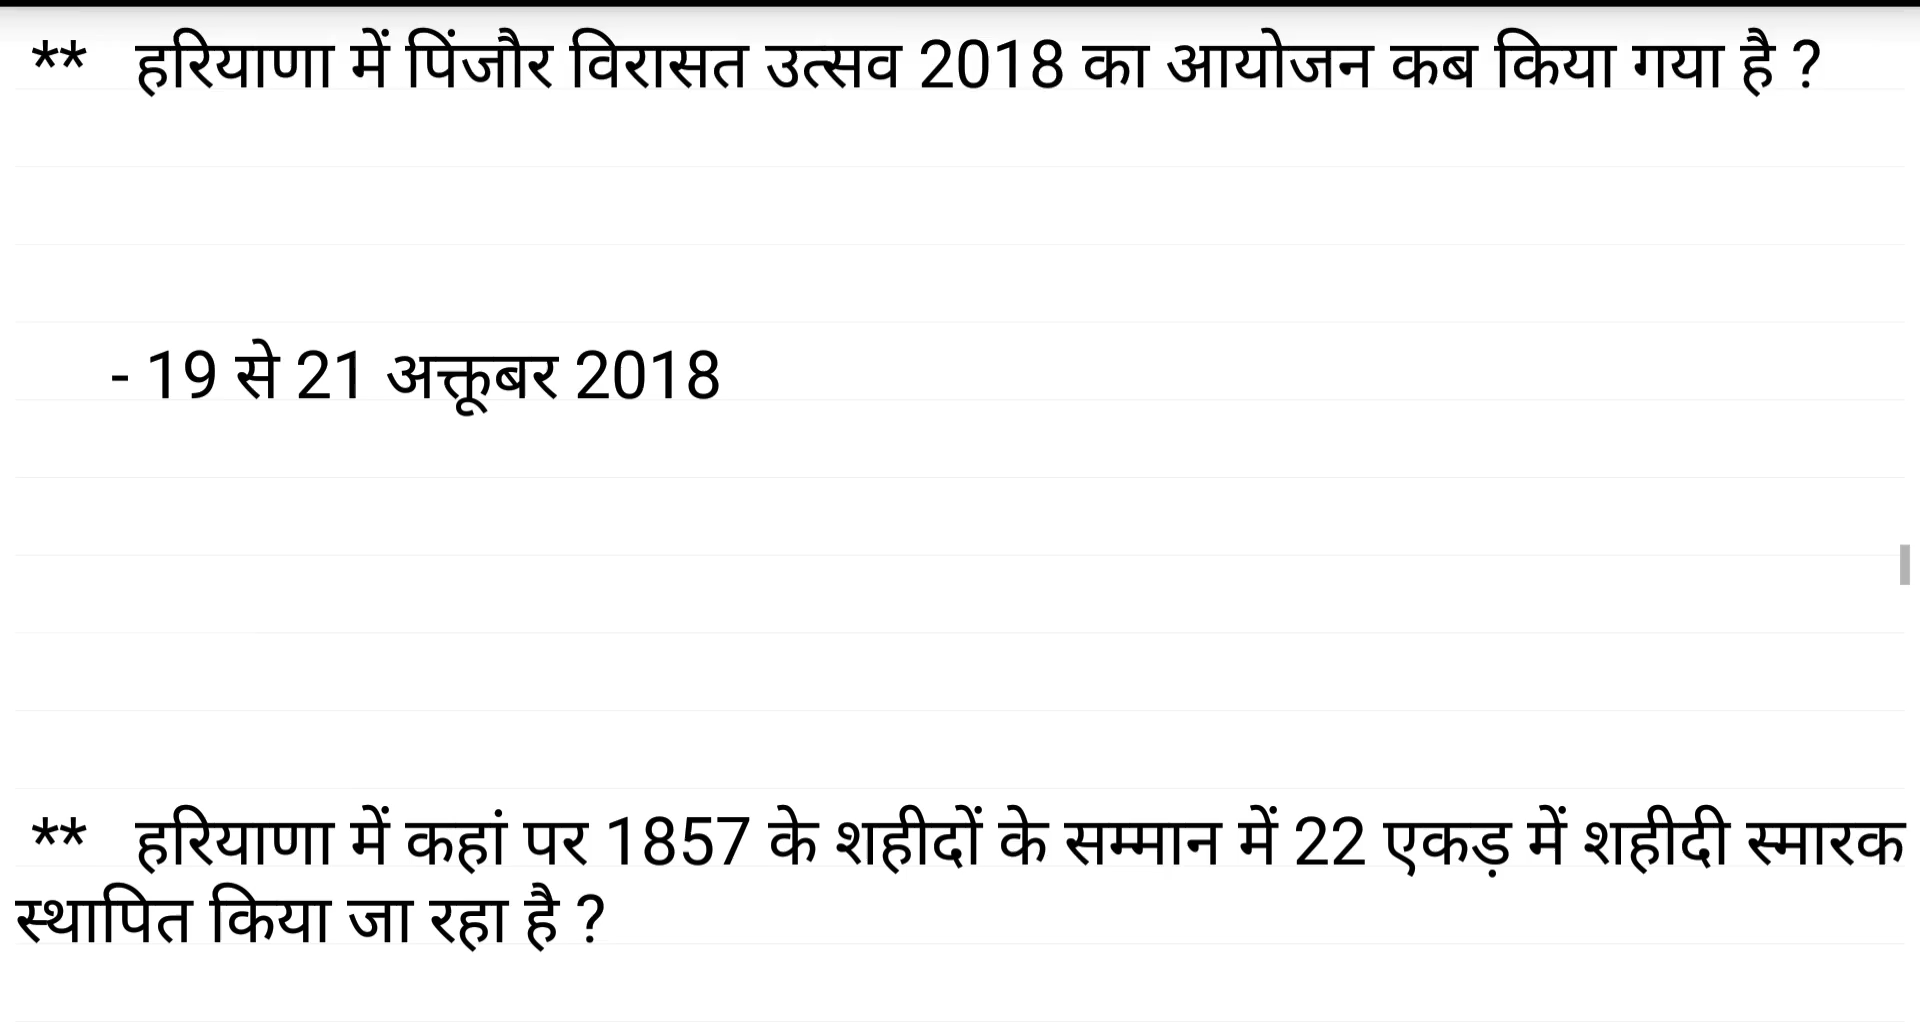 ** हरियाणा में पिंजौर विरासत उत्सव 2018 का आयोजन कब किया गया है ?
- 19 से 21 अक्तूबर 2018
** हरियाणा में कहां पर 1857 के शहीदों के सम्मान में 22 एकड़ में शहीदी स्मारक
स्थापित किया जा रहा है ?